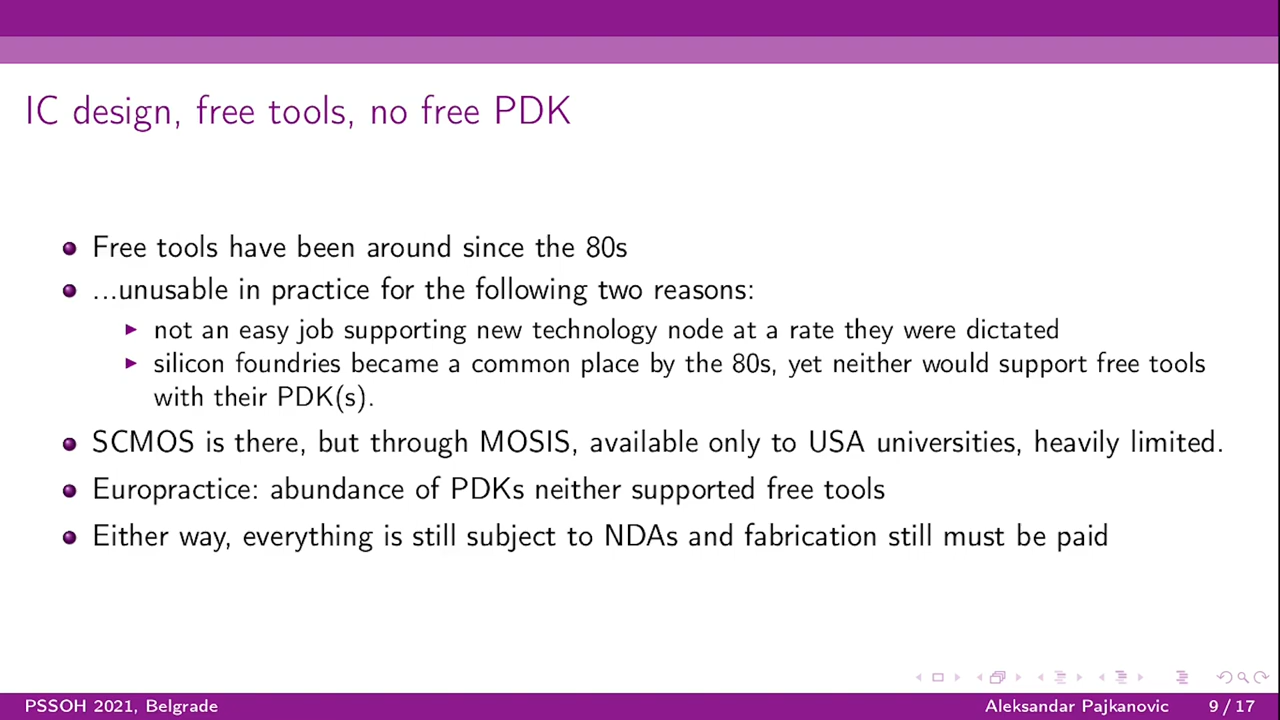 IC design, free tools, no free PDK
Free tools have been around since the 80s
...unusable in practice for the following two reasons:
not an easy job supporting new technology node at a rate they were dictated
silicon foundries became a common place by the 80s, yet neither would support free tools
with their PDK(s).
SCMOS is there, but through MOSIS, available only to USA universities, heavily limited.
Europractice: abundance of PDKs neither supported free tools
Either way, everything is still subject to NDAs and fabrication still must be paid
PSSOH 2021, Belgrade
Aleksandar Pajkanovic
9 / 17